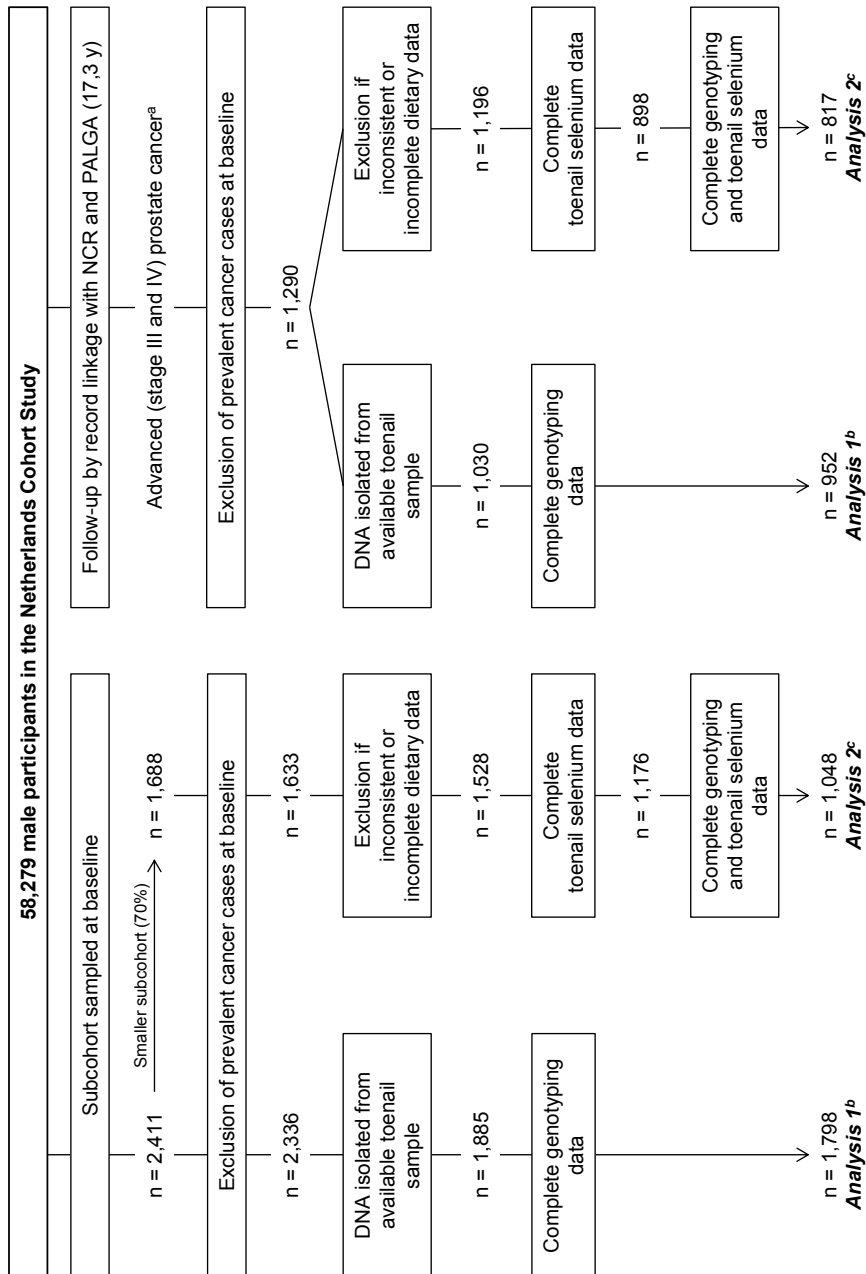 58,279 male participants in the Netherlands Cohort Study
Subcohort sampled at baseline
n = 2,411
Smaller subcohort (70%)
n = 1,688
Exclusion of prevalent cancer cases at baseline
n = 2,336
n = 1,633
DNA isolated from
available toenail
sample
Exclusion if
inconsistent or
incomplete dietary data
n = 1,885
n = 1,528
Complete genotyping
data
Complete
toenail selenium data
n = 1,176
Complete genotyping
and toenail selenium
data
n = 1,798
Analysis 1ᵇ
n = 1,048
Analysis 2ᶜ
Follow-up by record linkage with NCR and PALGA (17,3 y)
Advanced (stage III and IV) prostate cancerᵃ
Exclusion of prevalent cancer cases at baseline
n = 1,290
DNA isolated from
available toenail
sample
Exclusion if
inconsistent or
incomplete dietary data
n = 1,030
n = 1,196
Complete genotyping
data
Complete
toenail selenium data
n = 898
Complete genotyping
and toenail selenium
data
n = 952
Analysis 1ᵇ
n = 817
Analysis 2ᶜ